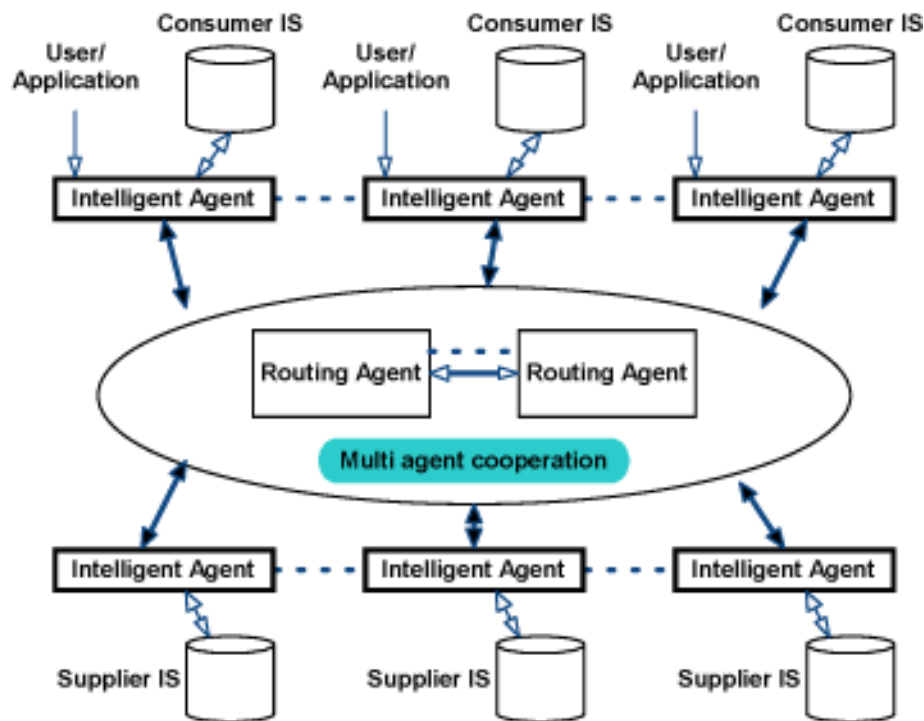 Consumer IS
Consumer IS
Consumer IS
User/
Application
User/
Application
User/
Application
Intelligent Agent
Intelligent Agent
Intelligent Agent
Routing Agent
Routing Agent
Multi agent cooperation
Intelligent Agent
Intelligent Agent
Intelligent Agent
Supplier IS
Supplier IS
Supplier IS